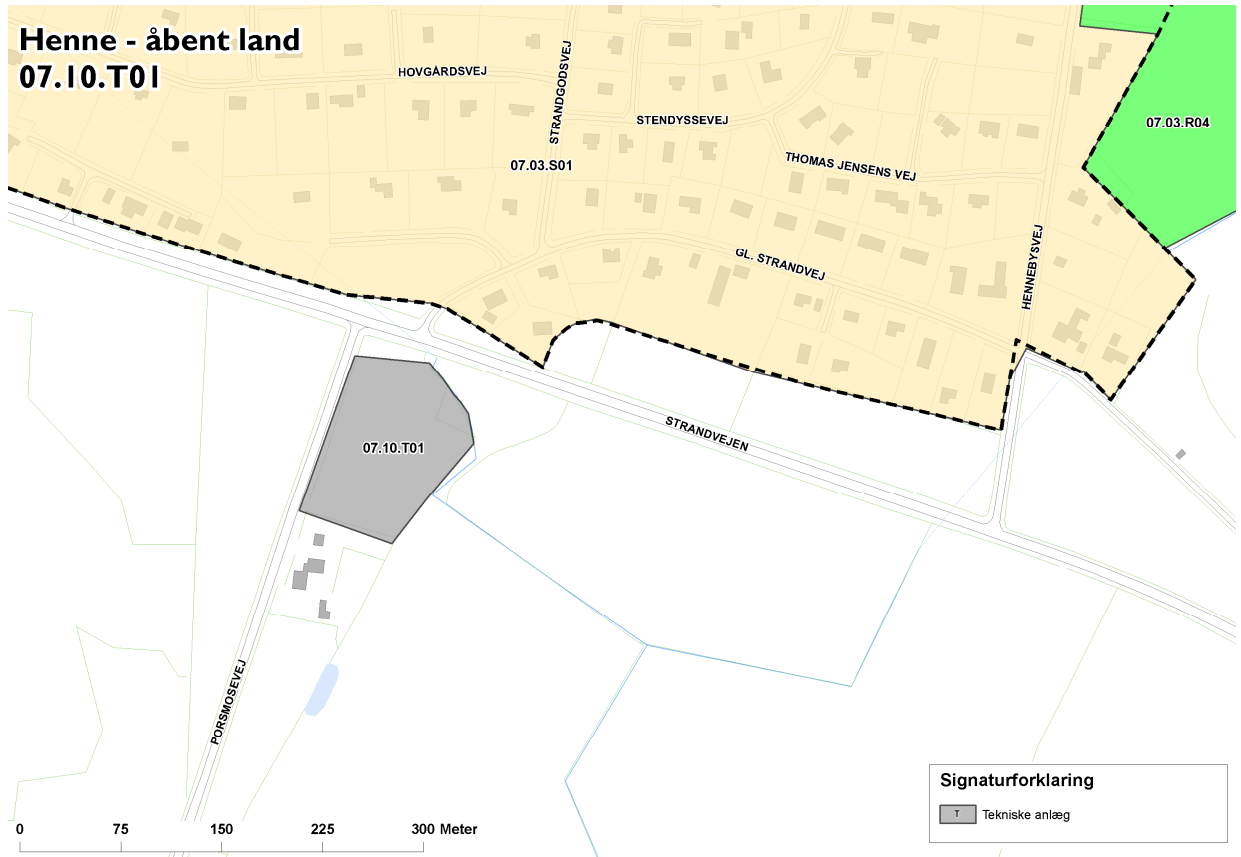 Henne - åbent land
07.10.T01
HOVGÅRDSVEJ
STRANDGODSVEJ
STENDYSSEVEJ
07.03.R04
07.03.S01
THOMAS JENSENS VEJ
GL. STRANDVEJ
HENNEBYSVEJ
STRANDVEJEN
07.10.T01
PORSMOSEVEJ
Signaturforklaring
T Tekniske anlæg
0 75 150 225 300 Meter